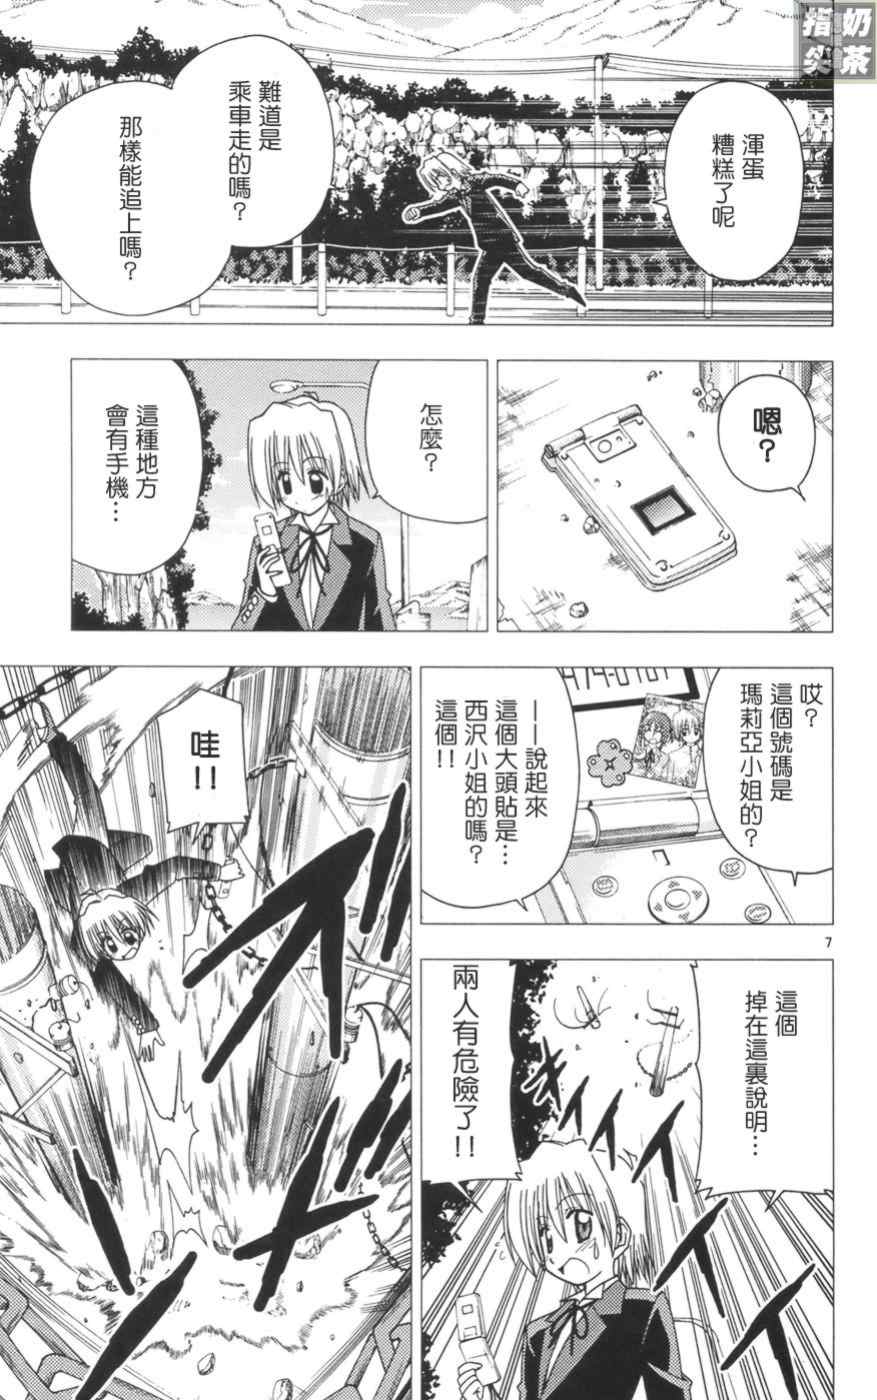 渾蛋
糟糕了呢
難道是
乘車走的嗎？
那樣能追上嗎？
嗯？
怎麼？
這種地方
會有手機…
哎？
這個號碼是
瑪莉亞小姐的？
——說起來
這個大頭貼是…
西沢小姐的嗎？
這個!!
7
這個
掉在這裏說明…
兩人有危險了!!
哇!!
指奶
尖茶